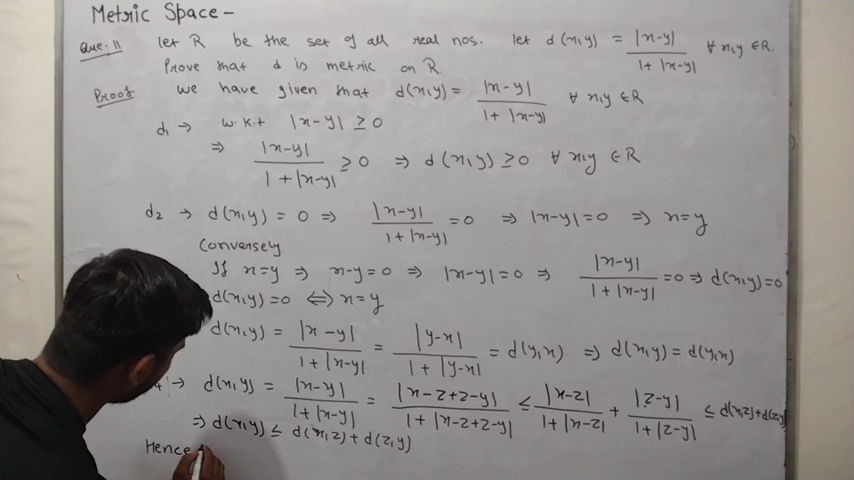 Metric Space -
Que. 11 let R be the set of all real nos. let d(x,y) = |x-y| / 1+|x-y| ∀ x,y ∈ R.
Prove that d is metric on R.
Proof we have given that d(x,y) = |x-y| / 1+|x-y| ∀ x,y ∈ R
d₁ → w.k.t |x-y| ≥ 0
⇒ |x-y| / 1+|x-y| ≥ 0 ⇒ d(x,y) ≥ 0 ∀ x,y ∈ R
d₂ → d(x,y) = 0 ⇒ |x-y| / 1+|x-y| = 0 ⇒ |x-y| = 0 ⇒ x=y
Conversely
If x=y ⇒ x-y=0 ⇒ |x-y|=0 ⇒ |x-y| / 1+|x-y| = 0 ⇒ d(x,y)=0
d(x,y)=0 ⇔ x=y
d(x,y) = |x-y| / 1+|x-y| = |y-x| / 1+|y-x| = d(y,x) ⇒ d(x,y) = d(y,x)
→ d(x,y) = |x-y| / 1+|x-y| = |x-z+z-y| / 1+|x-z+z-y| ≤ |x-z| / 1+|x-z| + |z-y| / 1+|z-y| ≤ d(x,z)+d(z,y)
⇒ d(x,y) ≤ d(x,z) + d(z,y)
Hence